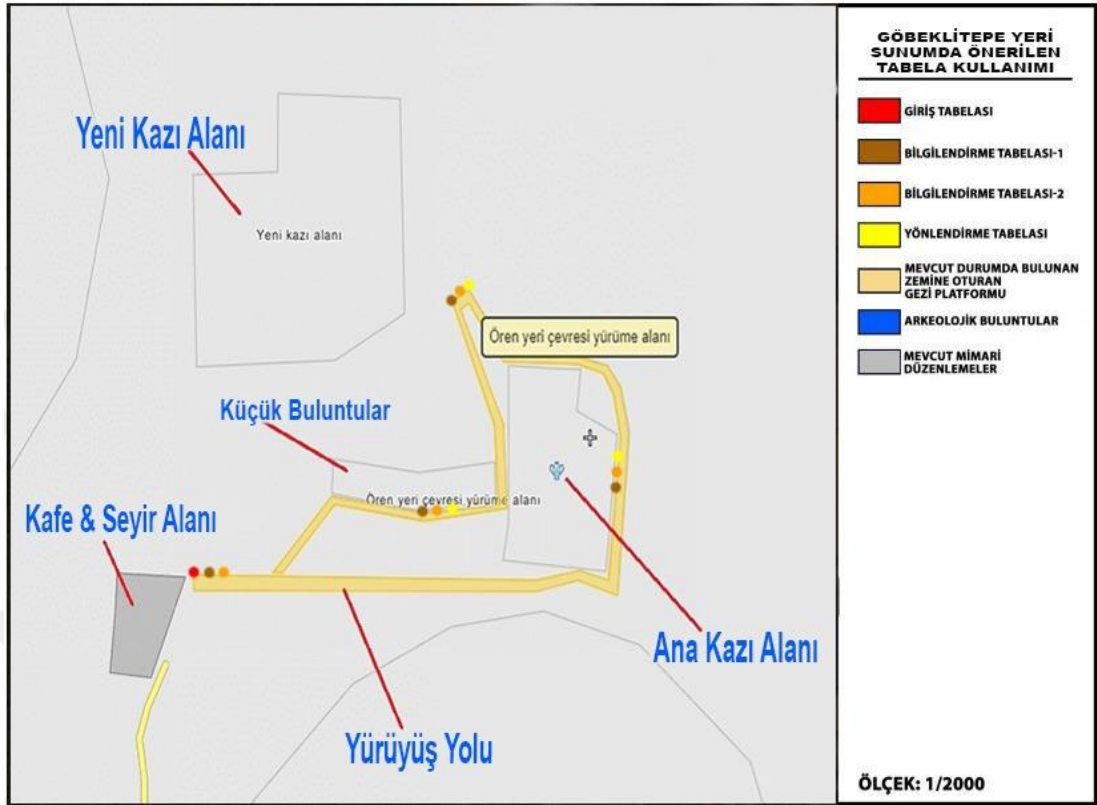 Yeni Kazı Alanı
Yeni kazı alanı
Ören yeri çevresi yürüme alanı
Küçük Buluntular
Ören yeri çevresi yürüme alanı
Kafe & Seyir Alanı
Ana Kazı Alanı
Yürüyüş Yolu
GÖBEKLİTEPE YERİ
SUNUMDA ÖNERİLEN
TABELA KULLANIMI
GİRİŞ TABELASI
BİLGİLENDİRME TABELASI-1
BİLGİLENDİRME TABELASI-2
YÖNLENDİRME TABELASI
MEVCUT DURUMDA BULUNAN
ZEMİNE OTURAN
GEZİ PLATFORMU
ARKEOLOJİK BULUNTULAR
MEVCUT MİMARİ
DÜZENLEMELER
ÖLÇEK: 1/2000